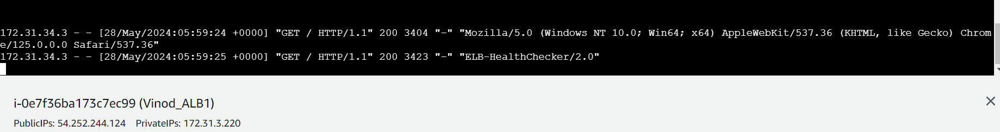 172.31.34.3 - - [28/May/2024:05:59:24 +0000] "GET / HTTP/1.1" 200 3404 "-" "Mozilla/5.0 (Windows NT 10.0; Win64; x64) AppleWebKit/537.36 (KHTML, like Gecko) Chrom
e/125.0.0.0 Safari/537.36"
172.31.34.3 - - [28/May/2024:05:59:25 +0000] "GET / HTTP/1.1" 200 3423 "-" "ELB-HealthChecker/2.0"
i-0e7f36ba173c7ec99 (Vinod_ALB1)
PublicIPs: 54.252.244.124 PrivateIPs: 172.31.3.220